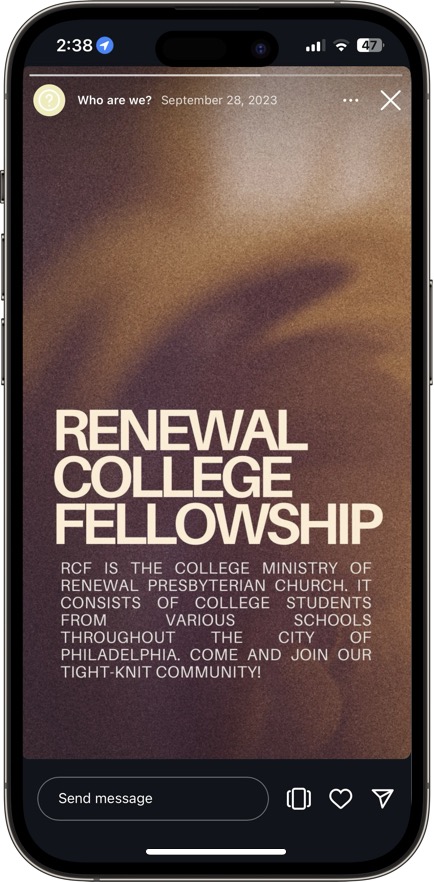 2:38
47
Who are we? September 28, 2023
RENEWAL
COLLEGE
FELLOWSHIP
RCF IS THE COLLEGE MINISTRY OF
RENEWAL PRESBYTERIAN CHURCH. IT
CONSISTS OF COLLEGE STUDENTS
FROM VARIOUS SCHOOLS
THROUGHOUT THE CITY OF
PHILADELPHIA. COME AND JOIN OUR
TIGHT-KNIT COMMUNITY!
Send message